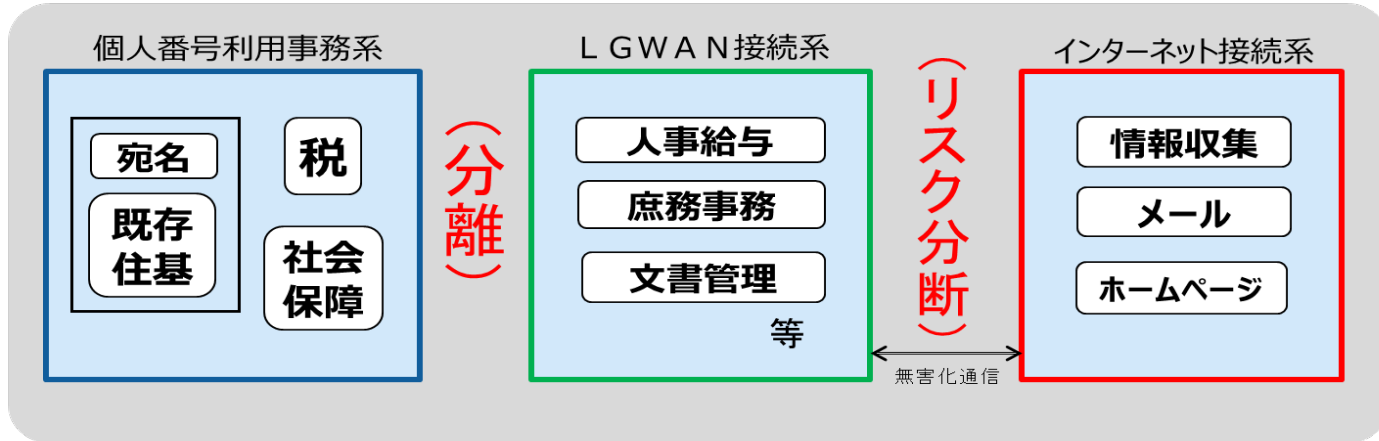 個人番号利用事務系
宛名
既存
住基
税
社会
保障
（分離）
ＬＧＷＡＮ接続系
人事給与
庶務事務
文書管理
等
（リスク分断）
無害化通信
インターネット接続系
情報収集
メール
ホームページ